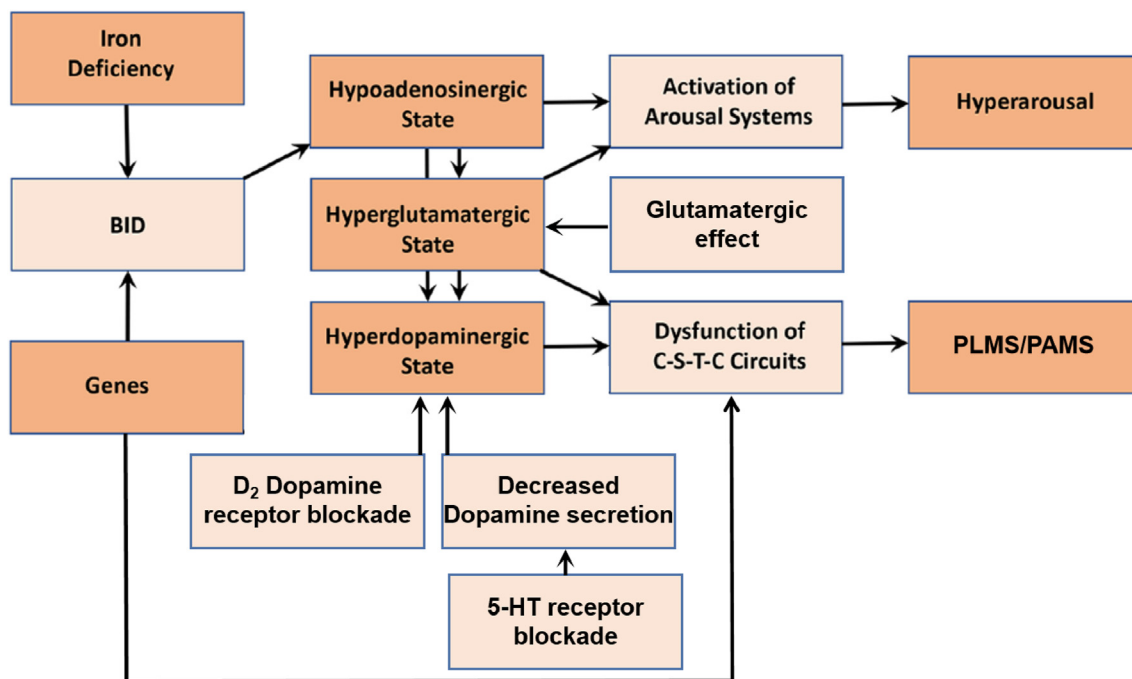 Iron
Deficiency
Hypoadenosinergic
State
Activation of
Arousal Systems
Hyperarousal
BID
Hyperglutamatergic
State
Glutamatergic
effect
Genes
Hyperdopaminergic
State
Dysfunction of
C-S-T-C Circuits
PLMS/PAMS
D₂ Dopamine
receptor blockade
Decreased
Dopamine secretion
5-HT receptor
blockade